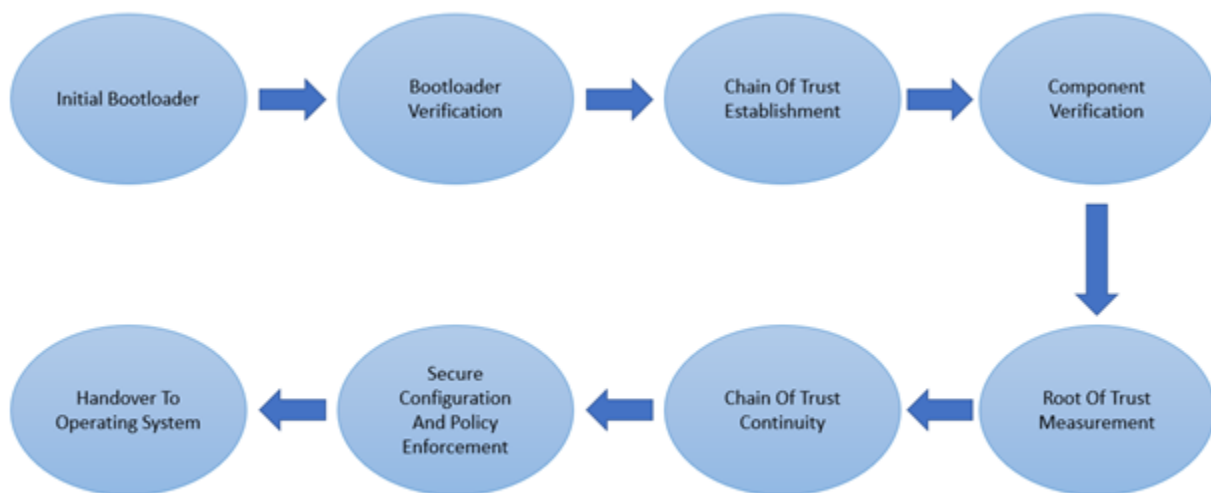 Initial Bootloader
Bootloader
Verification
Chain Of Trust
Establishment
Component
Verification
Handover To
Operating System
Secure
Configuration
And Policy
Enforcement
Chain Of Trust
Continuity
Root Of Trust
Measurement